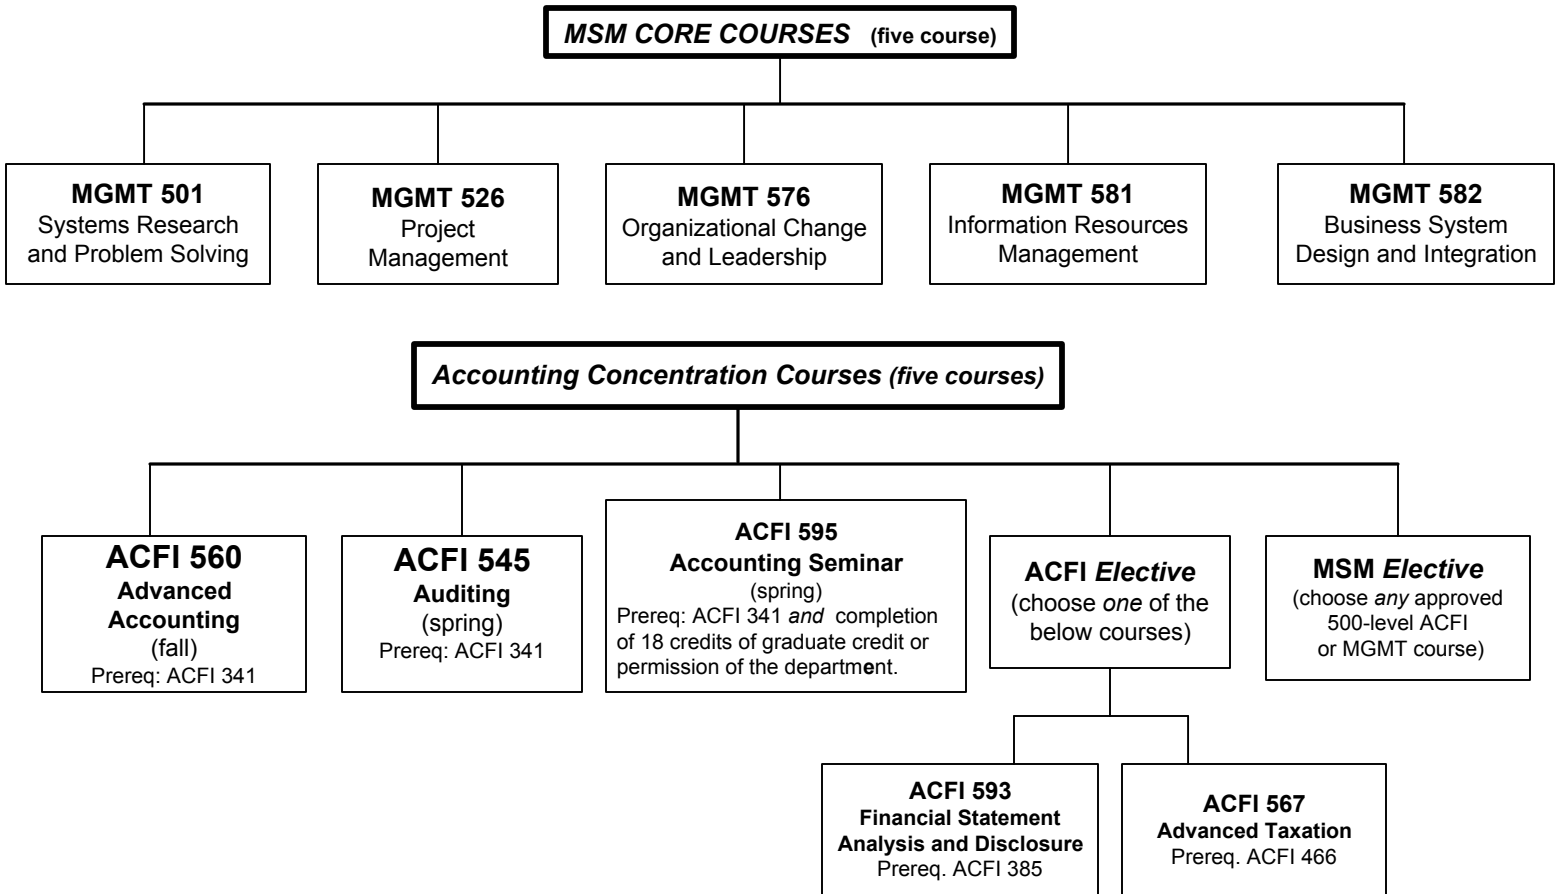 MSM CORE COURSES (five course)
MGMT 501
Systems Research
and Problem Solving
MGMT 526
Project
Management
MGMT 576
Organizational Change
and Leadership
MGMT 581
Information Resources
Management
MGMT 582
Business System
Design and Integration
Accounting Concentration Courses (five courses)
ACFI 560
Advanced
Accounting
(fall)
Prereq: ACFI 341
ACFI 545
Auditing
(spring)
Prereq: ACFI 341
ACFI 595
Accounting Seminar
(spring)
Prereq: ACFI 341 and completion
of 18 credits of graduate credit or
permission of the department.
ACFI Elective
(choose one of the
below courses)
MSM Elective
(choose any approved
500-level ACFI
or MGMT course)
ACFI 593
Financial Statement
Analysis and Disclosure
Prereq. ACFI 385
ACFI 567
Advanced Taxation
Prereq. ACFI 466